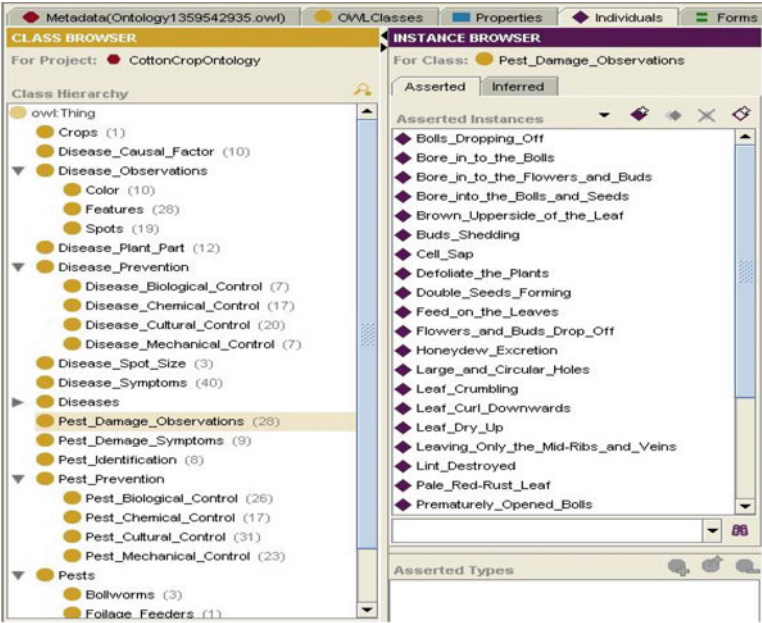 Metadata(Ontology1359542935.owl) OWLClasses Properties Individuals Forms
CLASS BROWSER
For Project: CottonCropOntology
Class Hierarchy
owl:Thing
Crops (1)
Disease_Causal_Factor (10)
Disease_Observations
Color (10)
Features (28)
Spots (19)
Disease_Plant_Part (12)
Disease_Prevention
Disease_Biological_Control (7)
Disease_Chemical_Control (17)
Disease_Cultural_Control (20)
Disease_Mechanical_Control (7)
Disease_Spot_Size (3)
Disease_Symptoms (40)
Diseases
Pest_Damage_Observations (28)
Pest_Demage_Symptoms (9)
Pest_Identification (8)
Pest_Prevention
Pest_Biological_Control (26)
Pest_Chemical_Control (17)
Pest_Cultural_Control (31)
Pest_Mechanical_Control (23)
Pests
Bollworms (3)
Foilage_Feeders (1)
INSTANCE BROWSER
For Class: Pest_Damage_Observations
Asserted Inferred
Asserted Instances
Bolls_Dropping_Off
Bore_in_to_the_Bolls
Bore_in_to_the_Flowers_and_Buds
Bore_into_the_Bolls_and_Seeds
Brown_Upperside_of_the_Leaf
Buds_Shedding
Cell_Sap
Defoliate_the_Plants
Double_Seeds_Forming
Feed_on_the_Leaves
Flowers_and_Buds_Drop_Off
Honeydew_Excretion
Large_and_Circular_Holes
Leaf_Crumbling
Leaf_Curl_Downwards
Leaf_Dry_Up
Leaving_Only_the_Mid-Ribs_and_Veins
Lint_Destroyed
Pale_Red-Rust_Leaf
Prematurely_Opened_Bolls
Asserted Types